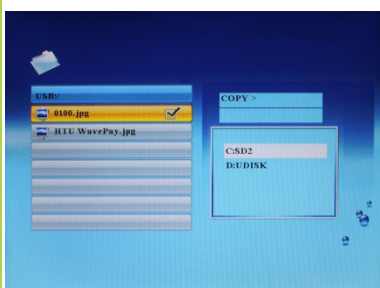 USB:/
0100.jpg
HTU WavePay.jpg
COPY >
C:SD2
D:UDISK